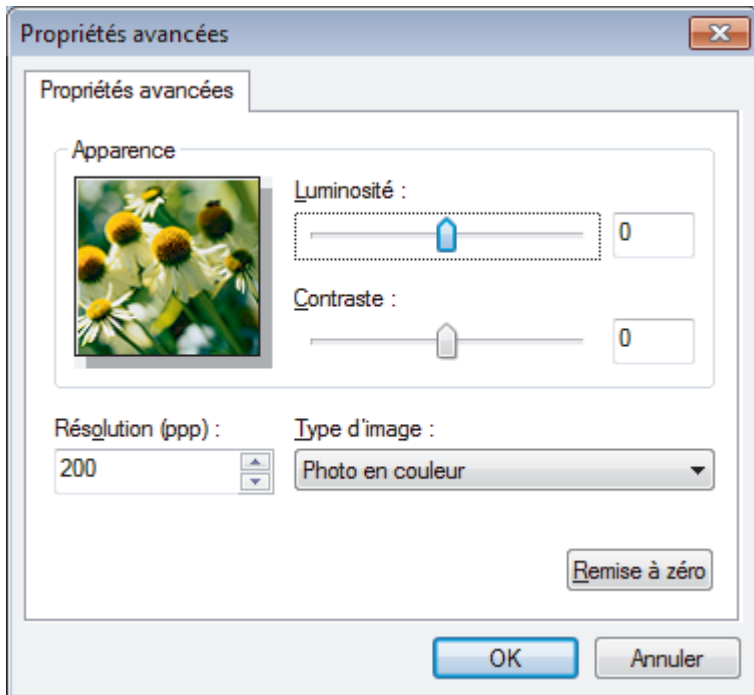 Propriétés avancées
Propriétés avancées
Apparence
Luminosité :
0
Contraste :
0
Résolution (ppp) :
Type d'image :
200
Photo en couleur
Remise à zéro
OK
Annuler